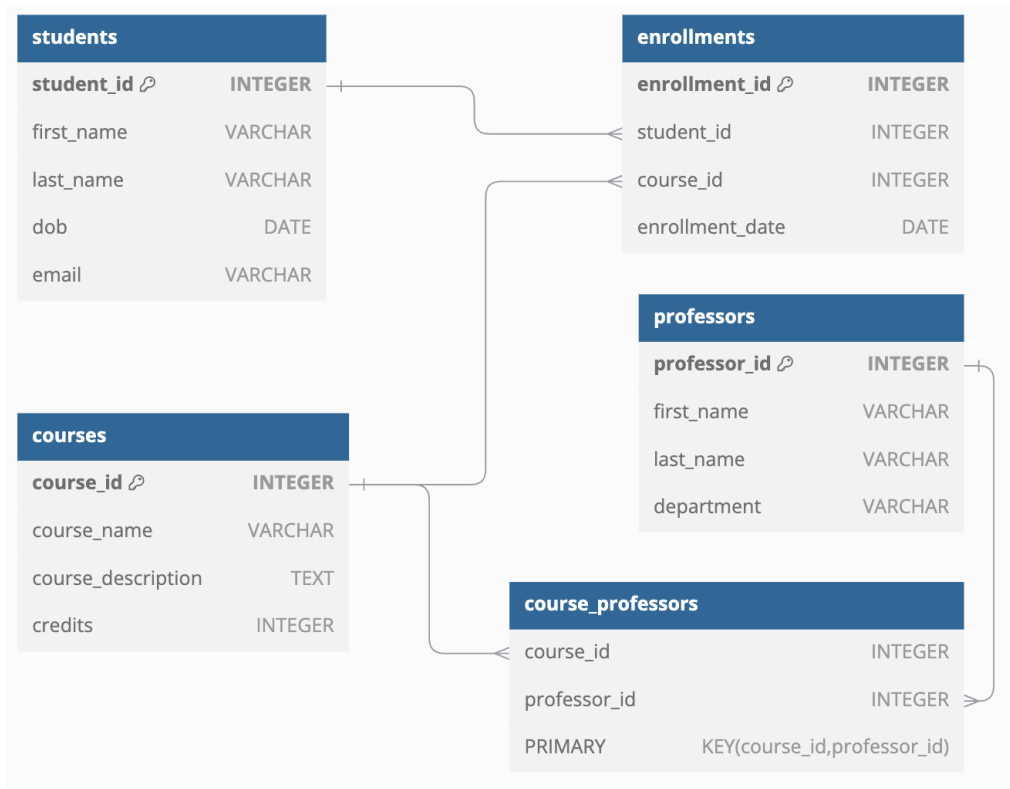 students
student_id INTEGER
first_name VARCHAR
last_name VARCHAR
dob DATE
email VARCHAR
enrollments
enrollment_id INTEGER
student_id INTEGER
course_id INTEGER
enrollment_date DATE
professors
professor_id INTEGER
first_name VARCHAR
last_name VARCHAR
department VARCHAR
courses
course_id INTEGER
course_name VARCHAR
course_description TEXT
credits INTEGER
course_professors
course_id INTEGER
professor_id INTEGER
PRIMARY KEY(course_id,professor_id)